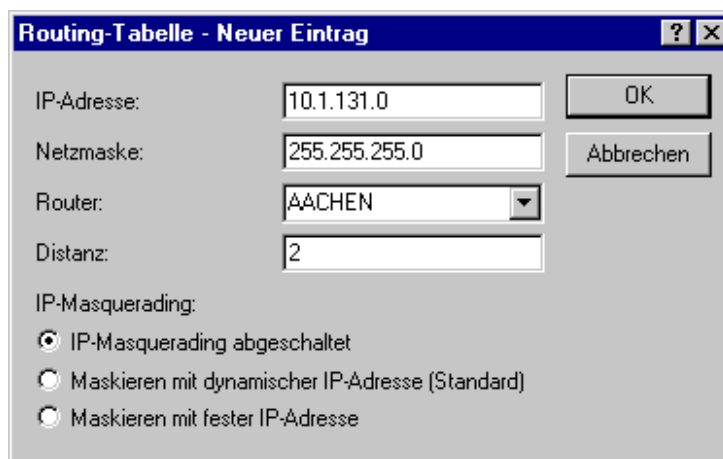 Routing-Tabelle - Neuer Eintrag
IP-Adresse: 10.1.131.0 OK
Netzmaske: 255.255.255.0 Abbrechen
Router: AACHEN
Distanz: 2
IP-Masquerading:
IP-Masquerading abgeschaltet
Maskieren mit dynamischer IP-Adresse (Standard)
Maskieren mit fester IP-Adresse